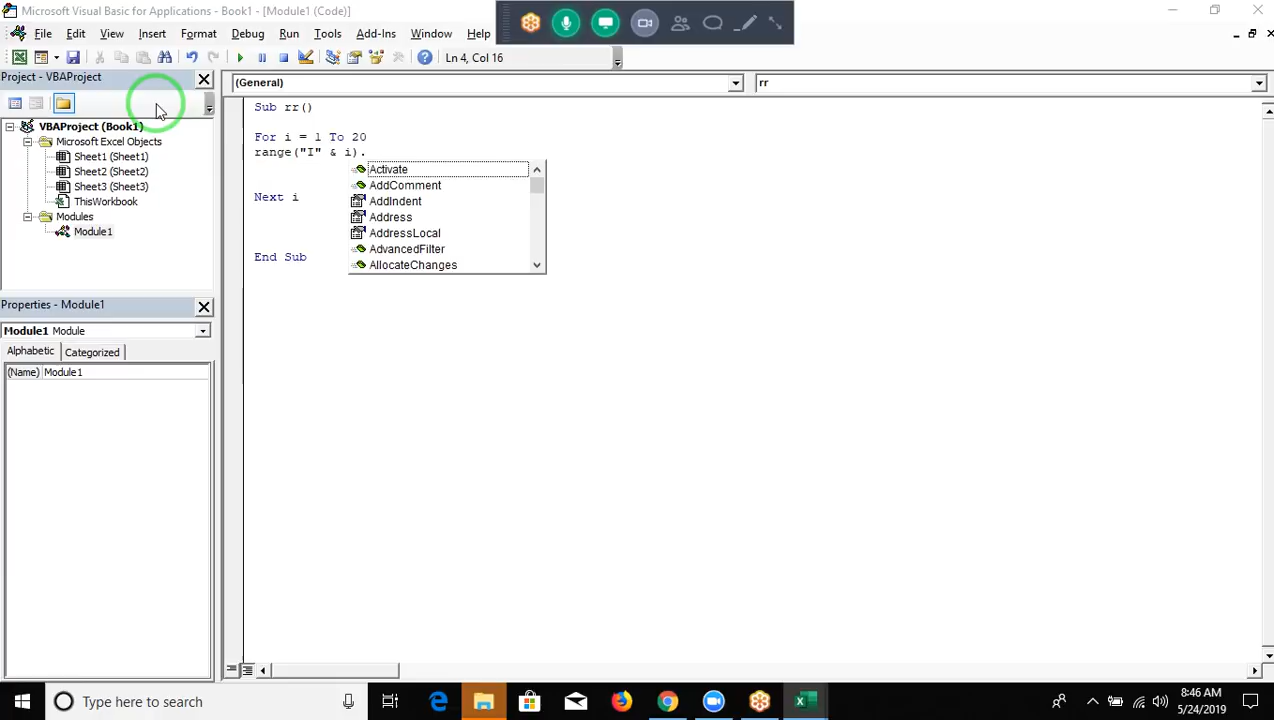 Microsoft Visual Basic for Applications - Book1 - [Module1 (Code)]
File Edit View Insert Format Debug Run Tools Add-Ins Window Help
Ln 4, Col 16
Project - VBAProject
(General)
rr
VBAProject (Book1)
Microsoft Excel Objects
Sheet1 (Sheet1)
Sheet2 (Sheet2)
Sheet3 (Sheet3)
ThisWorkbook
Modules
Module1
Sub rr()
For i = 1 To 20
range("I" & i).
Activate
AddComment
AddIndent
Address
AddressLocal
AdvancedFilter
AllocateChanges
Next i
End Sub
Properties - Module1
Module1 Module
Alphabetic Categorized
(Name) Module1
Type here to search
8:46 AM
5/24/2019